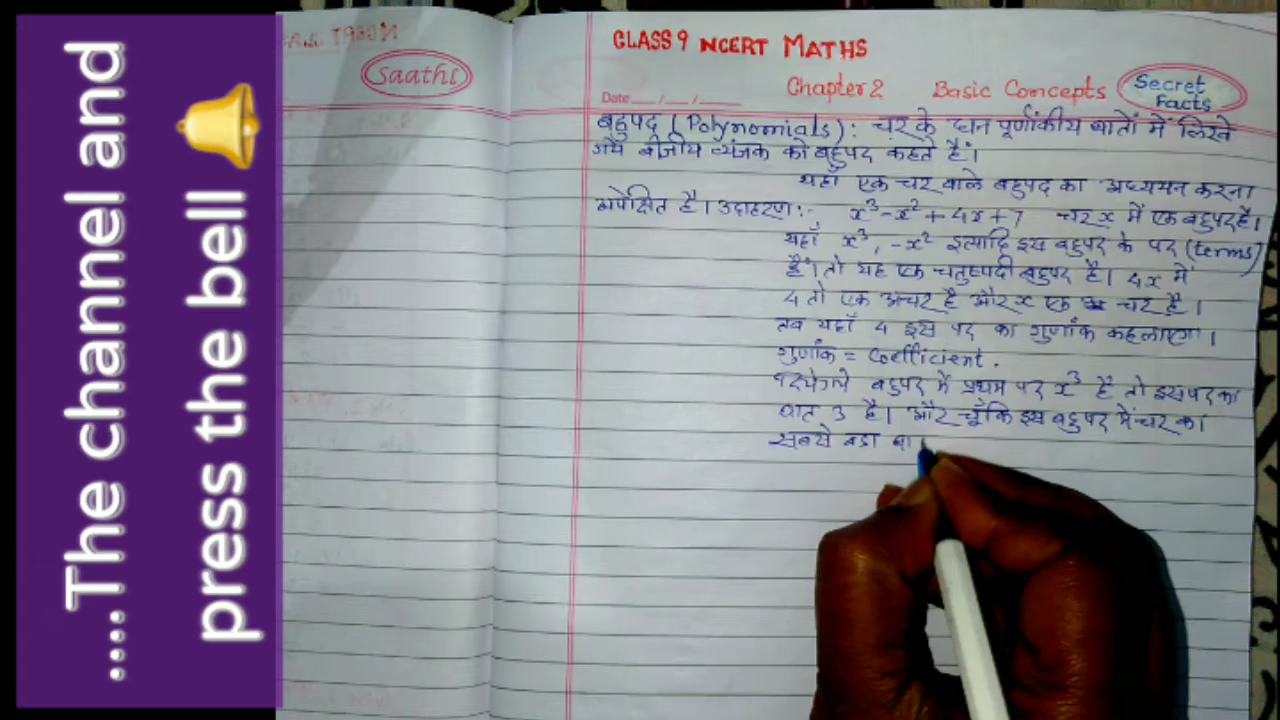 ....The channel and
press the bell
Saathi
CLASS 9 NCERT MATHS
Chapter 2 Basic Concepts
Secret
Facts
Date __/__/____
बहुपद (Polynomials): चर के धन पूर्णांकीय घातों में लिखे
गये बीजीय व्यंजक को बहुपद कहते हैं।
यहाँ एक चर वाले बहुपद का अध्ययन करना
अपेक्षित है। उदाहरण:- x³-x²+4x+7 चर x में एक बहुपद है।
यहाँ x³, -x² इत्यादि इस बहुपद के पद (terms)
हैं। तो यह एक चतुष्पदी बहुपद है। 4x में
4 तो एक अचर है और x एक चर है।
तब यहाँ 4 इस पद का गुणांक कहलाएगा।
गुणांक = Coefficient.
बहुपद में प्रथम पद x³ है तो इस पद का
घात 3 है। और चूँकि इस बहुपद में चर का
सबसे बड़ा घा